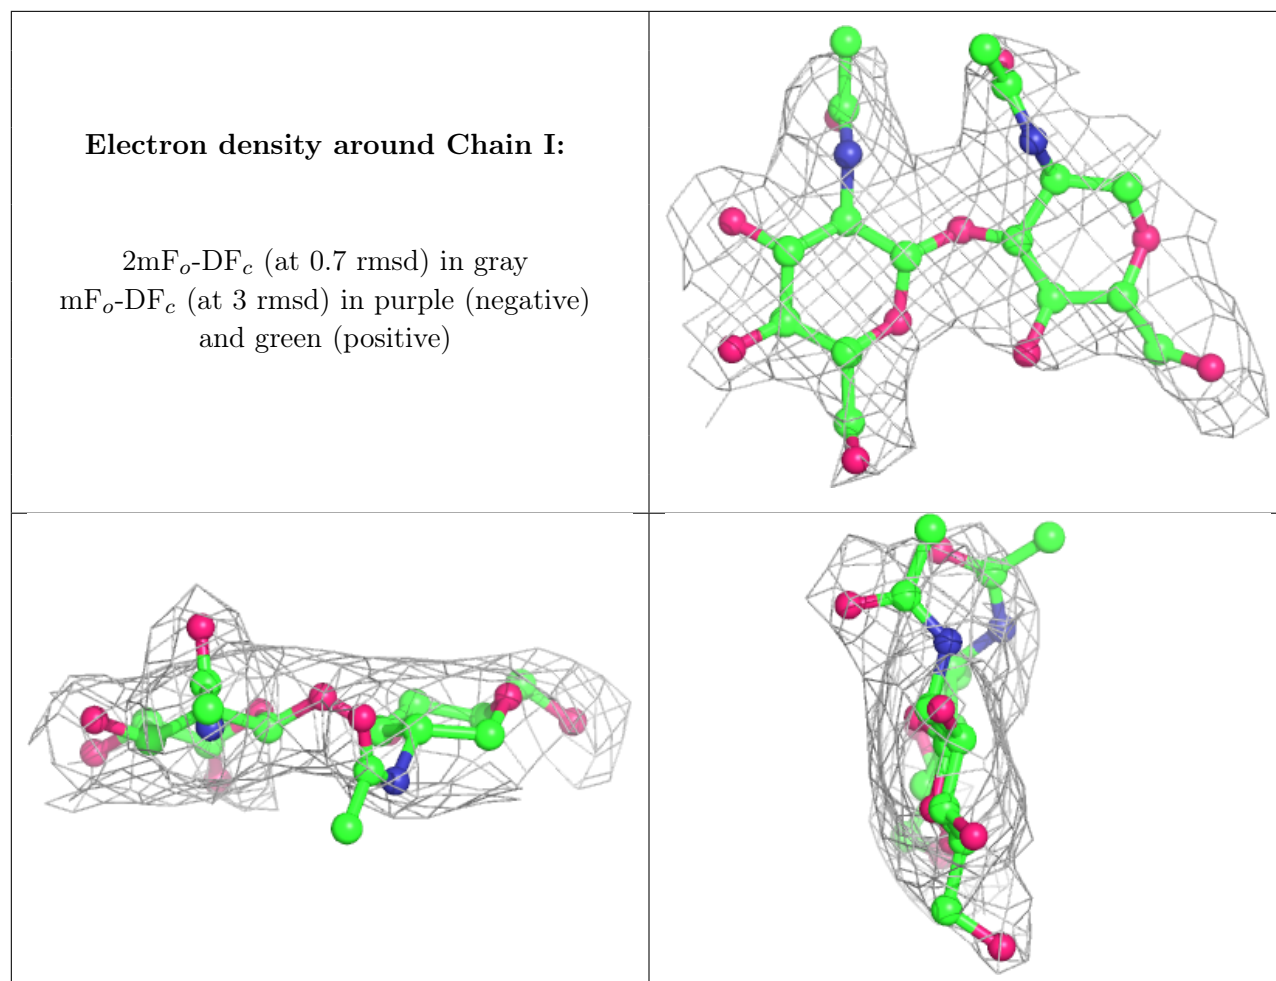 Electron density around Chain I:
2mF𝑜-DF𝑐 (at 0.7 rmsd) in gray
mF𝑜-DF𝑐 (at 3 rmsd) in purple (negative)
and green (positive)